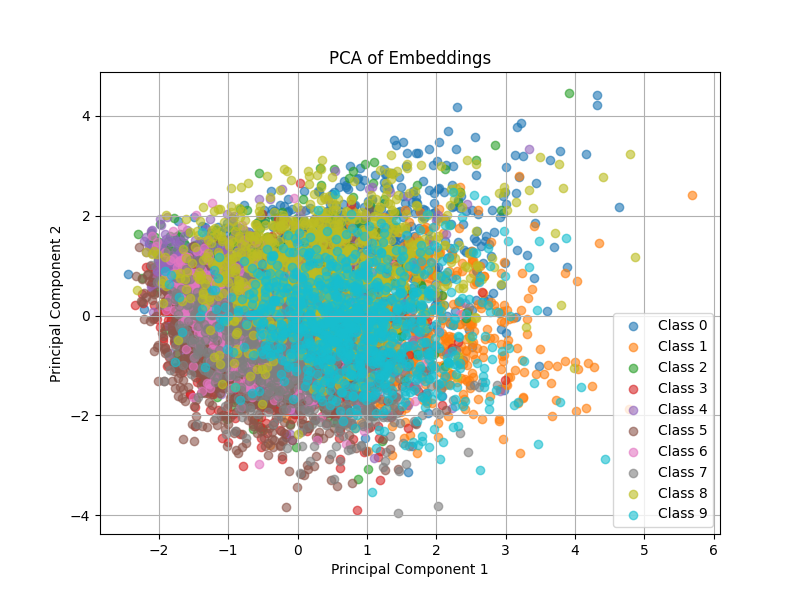 PCA of Embeddings
4
2
0
−2
−4
Principal Component 2
−2
−1
0
1
2
3
4
5
6
Principal Component 1
Class 0
Class 1
Class 2
Class 3
Class 4
Class 5
Class 6
Class 7
Class 8
Class 9